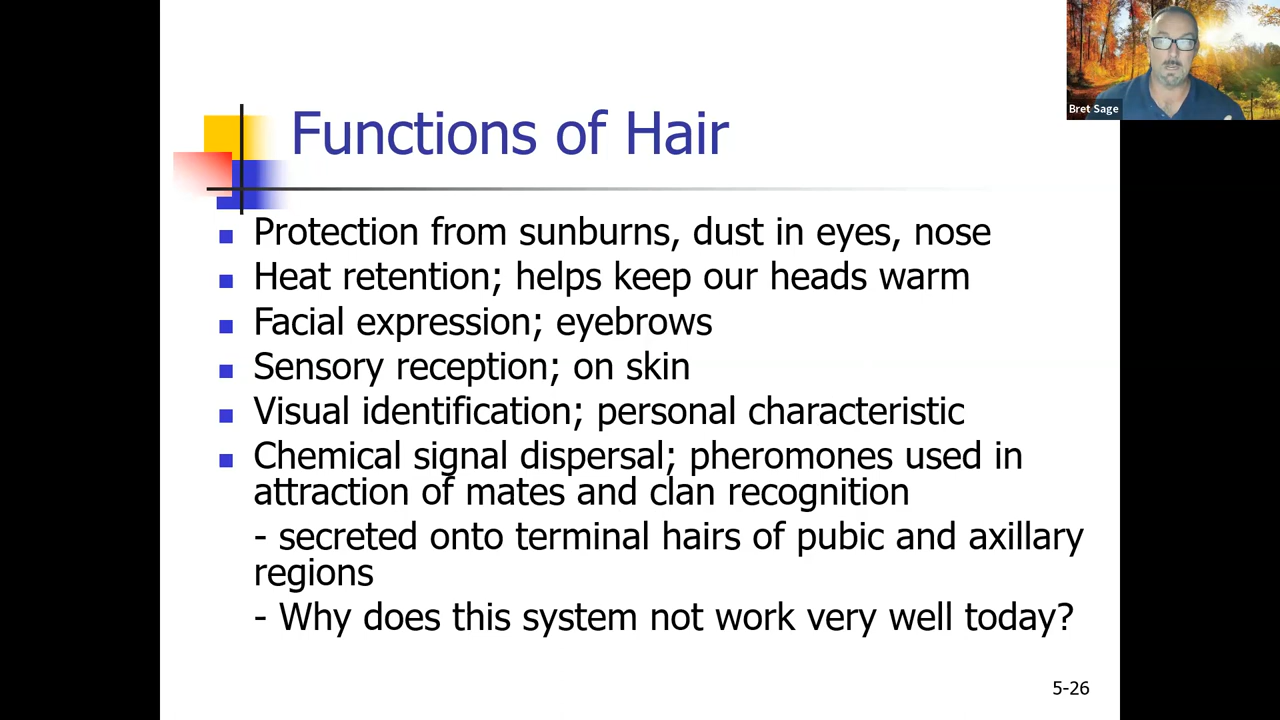 Bret Sage
Functions of Hair
Protection from sunburns, dust in eyes, nose
Heat retention; helps keep our heads warm
Facial expression; eyebrows
Sensory reception; on skin
Visual identification; personal characteristic
Chemical signal dispersal; pheromones used in
attraction of mates and clan recognition
- secreted onto terminal hairs of pubic and axillary
regions
- Why does this system not work very well today?
5-26